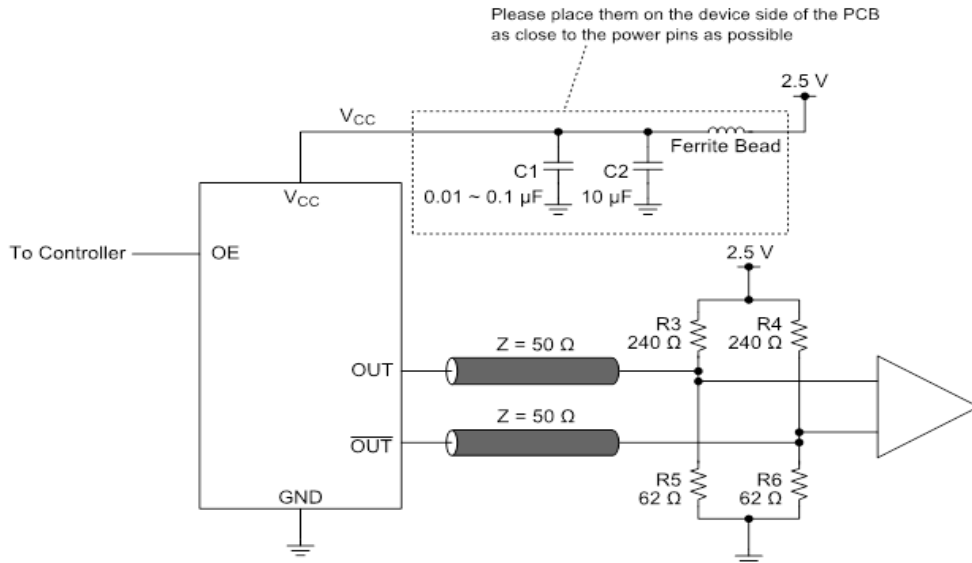 Please place them on the device side of the PCB
as close to the power pins as possible
2.5 V
VCC
Ferrite Bead
C1
C2
0.01 ~ 0.1 µF
10 µF
VCC
To Controller
OE
2.5 V
R3
240 Ω
R4
240 Ω
Z = 50 Ω
OUT
Z = 50 Ω
OUT
R5
62 Ω
R6
62 Ω
GND